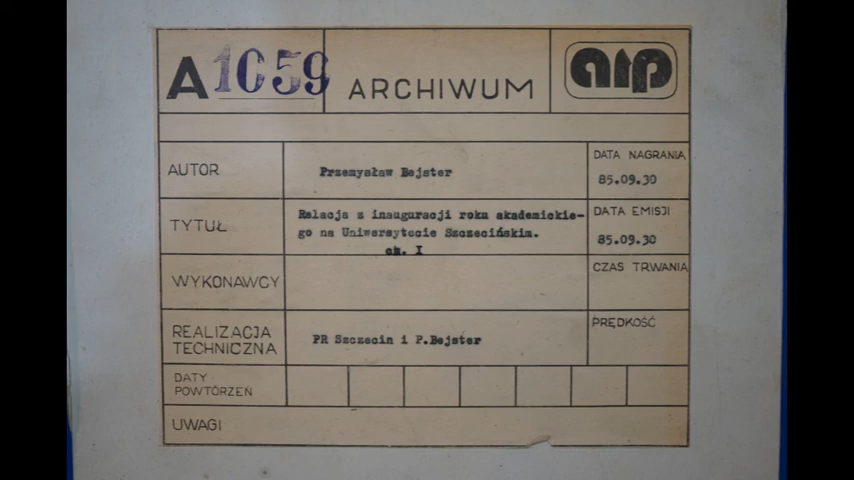 A 1059
ARCHIWUM
arp
AUTOR
Przemysław Bejster
DATA NAGRANIA
85.09.30
TYTUŁ
Relacja z inauguracji roku akademickie-
go na Uniwersytecie Szczecińskim.
cz. I
DATA EMISJI
85.09.30
WYKONAWCY
CZAS TRWANIA
REALIZACJA
TECHNICZNA
PR Szczecin i P.Bejster
PRĘDKOŚĆ
DATY
POWTÓRZEŃ
UWAGI